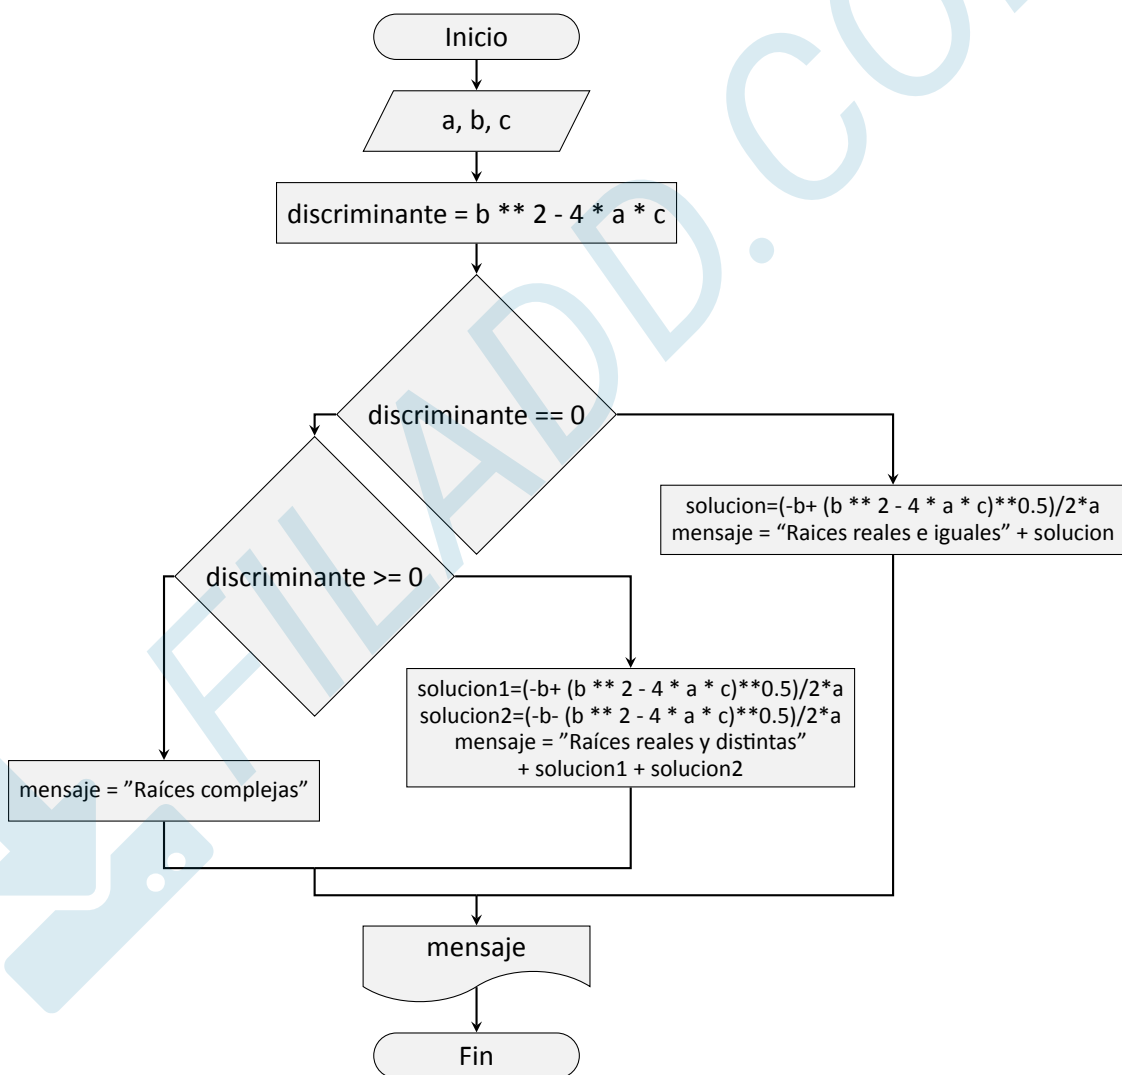 Inicio
a, b, c
discriminante = b ** 2 - 4 * a * c
discriminante == 0
solucion=(-b+ (b ** 2 - 4 * a * c)**0.5)/2*a
mensaje = “Raices reales e iguales” + solucion
discriminante >= 0
solucion1=(-b+ (b ** 2 - 4 * a * c)**0.5)/2*a
solucion2=(-b- (b ** 2 - 4 * a * c)**0.5)/2*a
mensaje = ”Raíces reales y distintas”
+ solucion1 + solucion2
mensaje = ”Raíces complejas”
mensaje
Fin
FILADD.COM